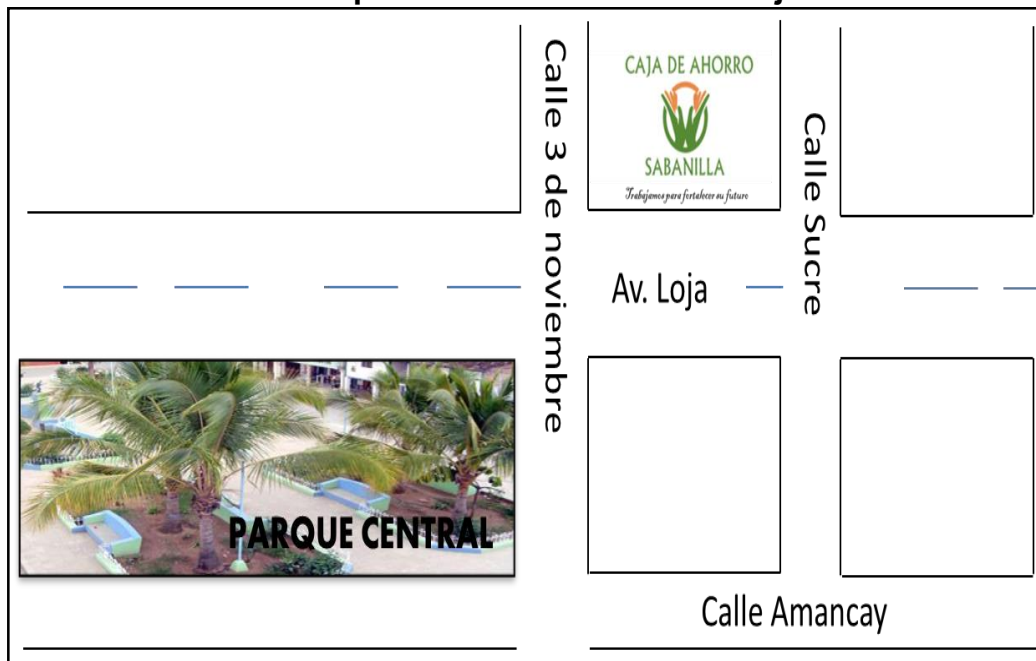 Calle 3 de noviembre
CAJA DE AHORRO
SABANILLA
Trabajamos para fortalecer su futuro
Calle Sucre
Av. Loja
PARQUE CENTRAL
Calle Amancay